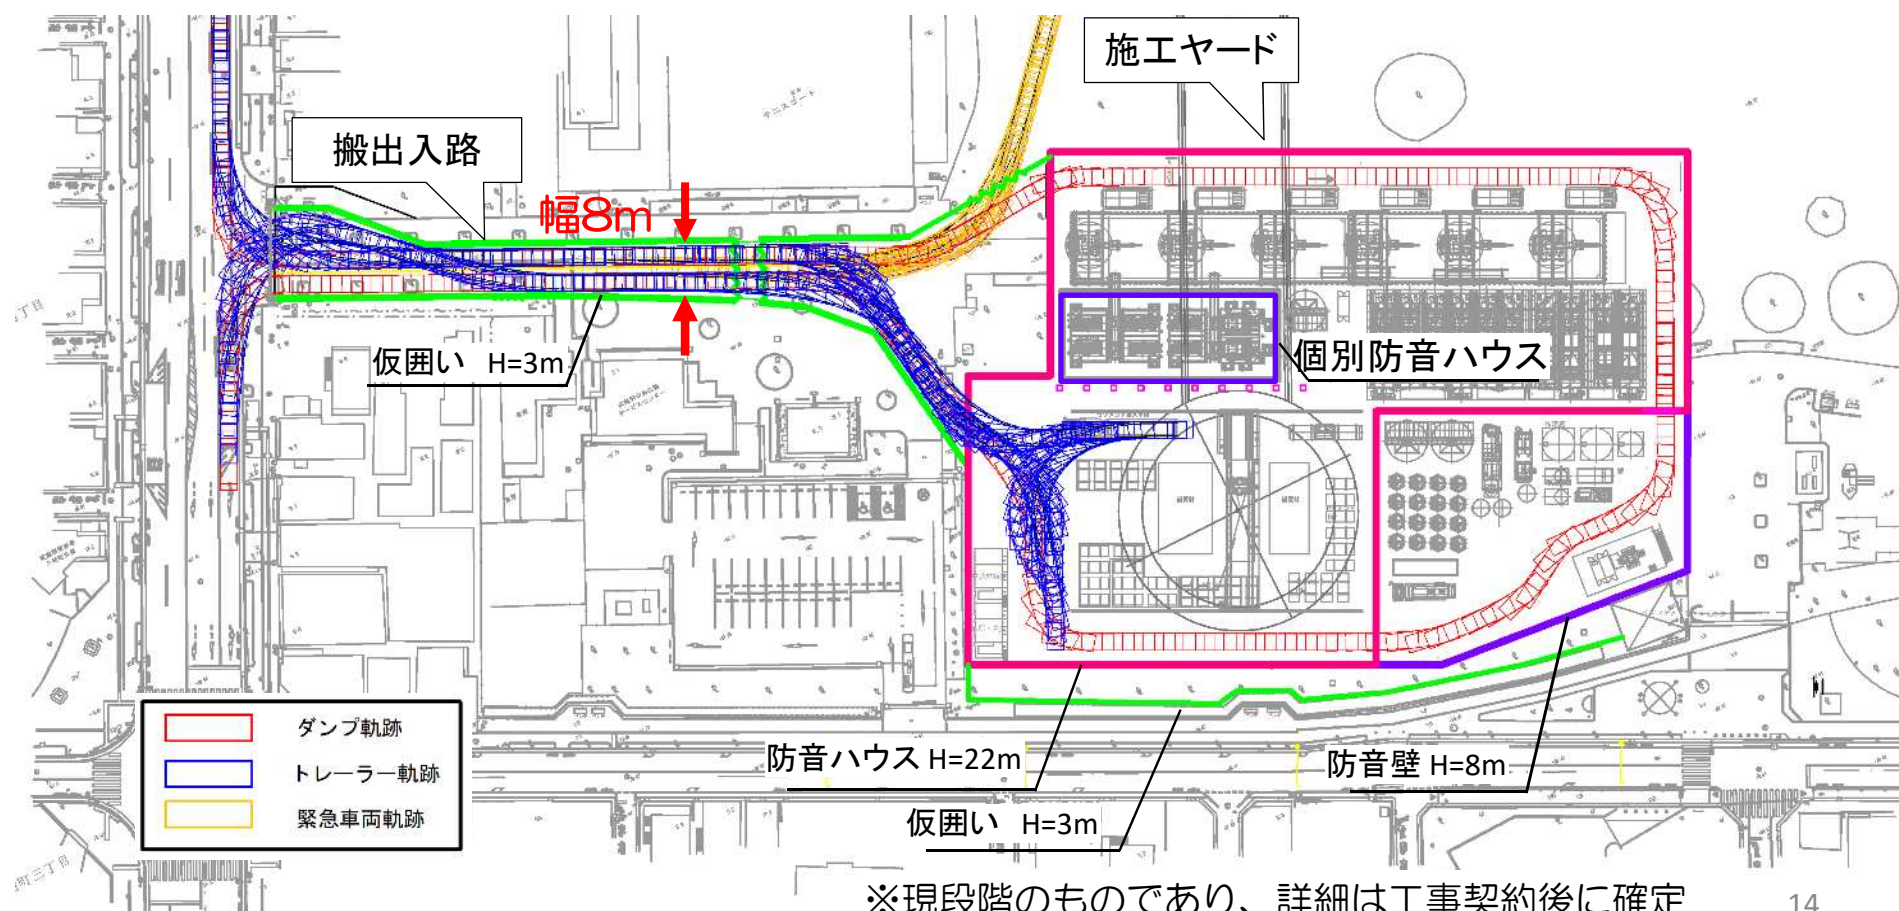 施工ヤード
搬出入路
幅8m
仮囲い H=3m
個別防音ハウス
ダンプ軌跡
トレーラー軌跡
緊急車両軌跡
防音ハウス H=22m
防音壁 H=8m
仮囲い H=3m
※現段階のものであり、詳細は工事契約後に確定
14